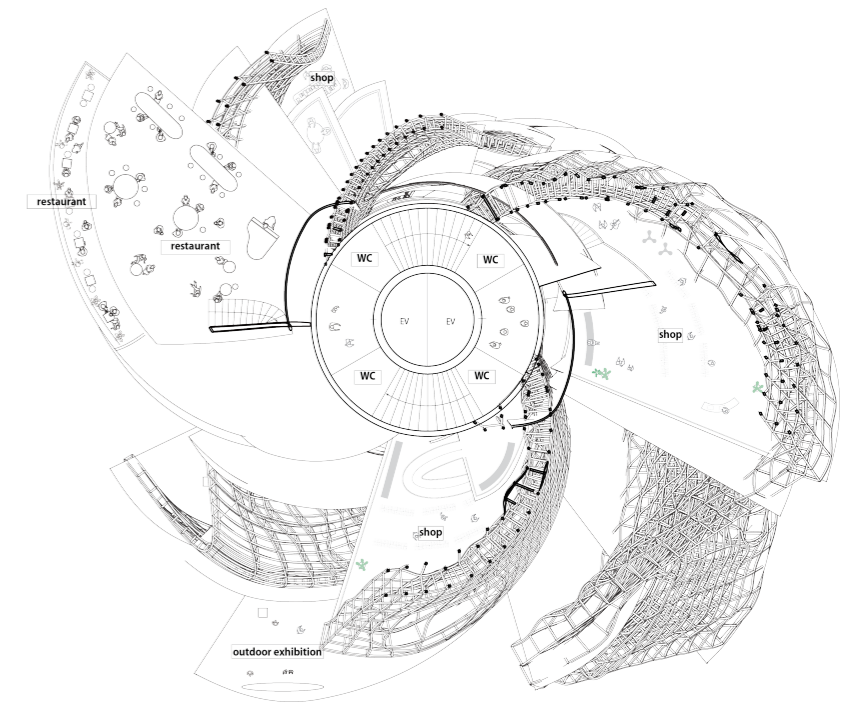 shop
restaurant
restaurant
WC
WC
EV
EV
shop
WC
WC
shop
outdoor exhibition